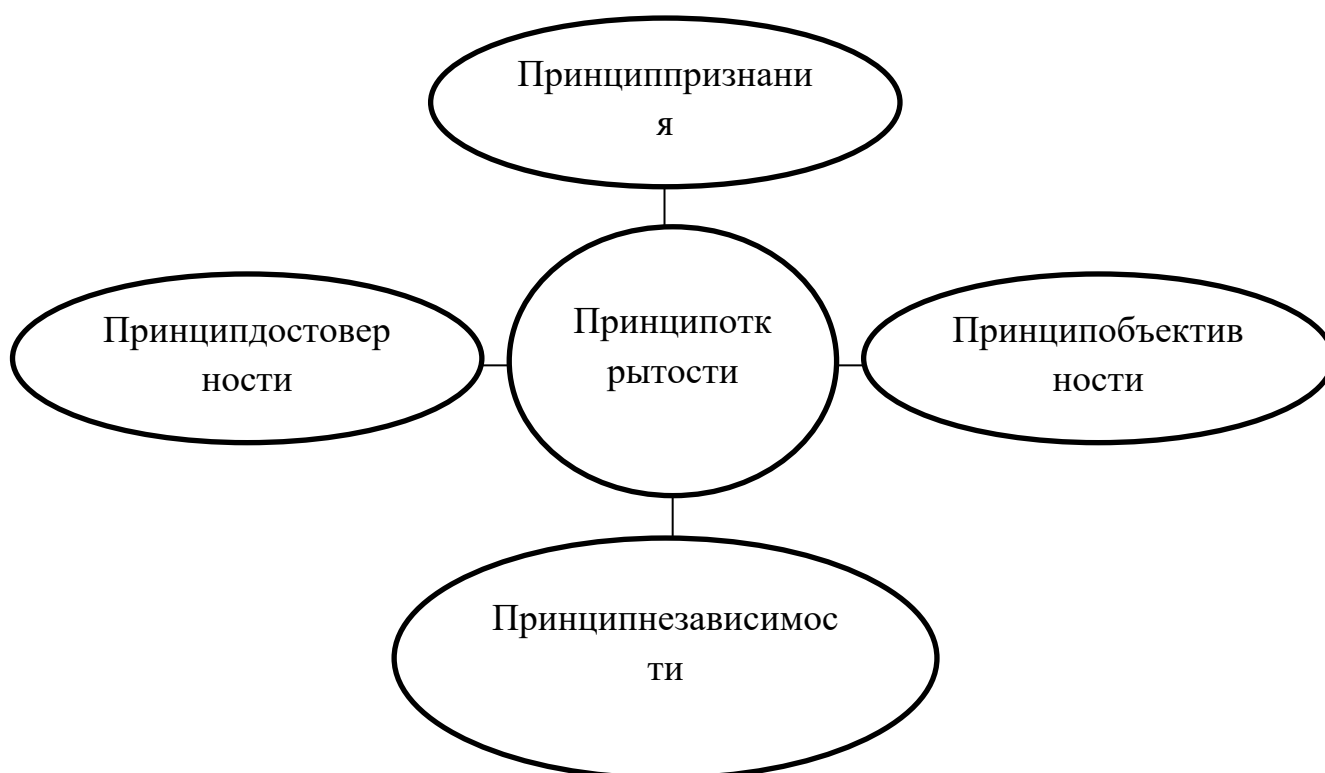 Принциппризнани
я
Принципдостовер
ности
Принципотк
рытости
Принципобъектив
ности
Принципнезависимос
ти